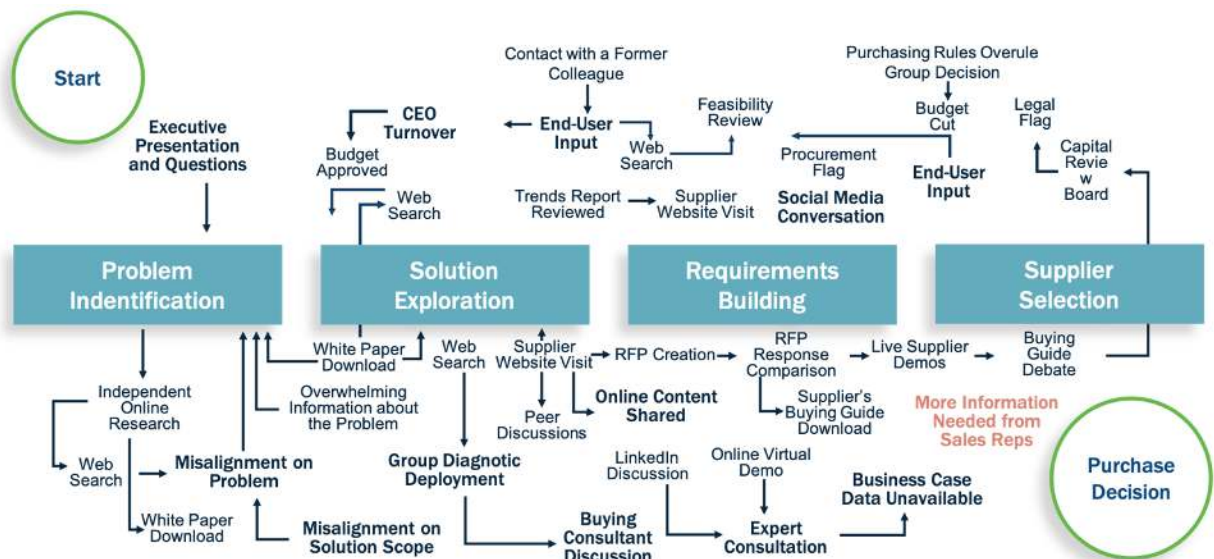 Start
Executive
Presentation
and Questions
CEO
Turnover
Budget
Approved
Web
Search
Contact with a Former
Colleague
End-User
Input
Web
Search
Feasibility
Review
Trends Report
Reviewed
Supplier
Website Visit
Purchasing Rules Overule
Group Decision
Budget
Cut
Procurement
Flag
Social Media
Conversation
End-User
Input
Legal
Flag
Capital
Revie
w
Board
Problem
Indentification
Solution
Exploration
Requirements
Building
Supplier
Selection
Independent
Online
Research
Web
Search
White Paper
Download
Misalignment on
Problem
Misalignment on
Solution Scope
White Paper
Download
Overwhelming
Information about
the Problem
Web
Search
Group Diagnostic
Deployment
Supplier
Website Visit
Peer
Discussions
Buying
Consultant
Discussion
RFP Creation
Online Content
Shared
RFP
Response
Comparison
Supplier's
Buying Guide
Download
Live Supplier
Demos
Buying
Guide
Debate
LinkedIn
Discussion
Online Virtual
Demo
Expert
Consultation
Business Case
Data Unavailable
More Information
Needed from
Sales Reps
Purchase
Decision